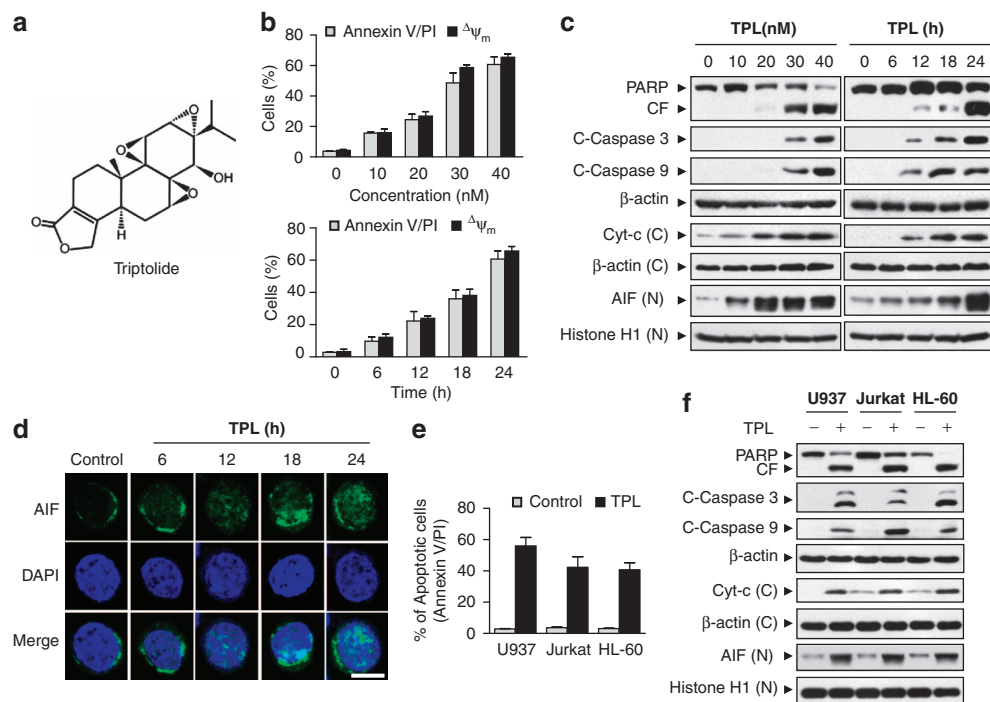 a
O
O
O
OH
O
O
H
Triptolide
b
Annexin V/PI ΔΨm
Cells (%)
80
60
40
20
0
0 10 20 30 40
Concentration (nM)
Annexin V/PI ΔΨm
Cells (%)
80
60
40
20
0
0 6 12 18 24
Time (h)
c
TPL(nM) TPL (h)
0 10 20 30 40 0 6 12 18 24
PARP
CF
C-Caspase 3
C-Caspase 9
β-actin
Cyt-c (C)
β-actin (C)
AIF (N)
Histone H1 (N)
d
TPL (h)
Control 6 12 18 24
AIF
DAPI
Merge
e
Control TPL
% of Apoptotic cells
(Annexin V/PI)
80
60
40
20
0
U937 Jurkat HL-60
f
U937 Jurkat HL-60
TPL – + – + – +
PARP
CF
C-Caspase 3
C-Caspase 9
β-actin
Cyt-c (C)
β-actin (C)
AIF (N)
Histone H1 (N)